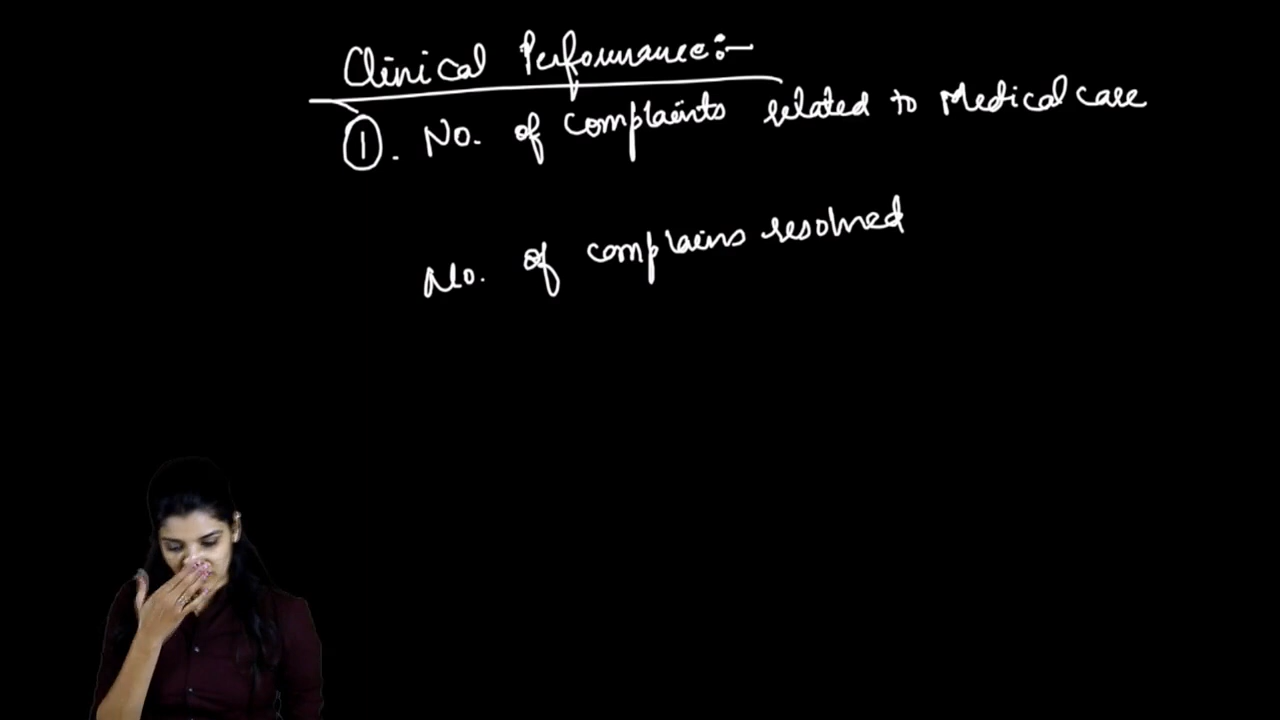 Clinical Performance:-
①. No. of Complaints related to Medical care
No. of complains resolved